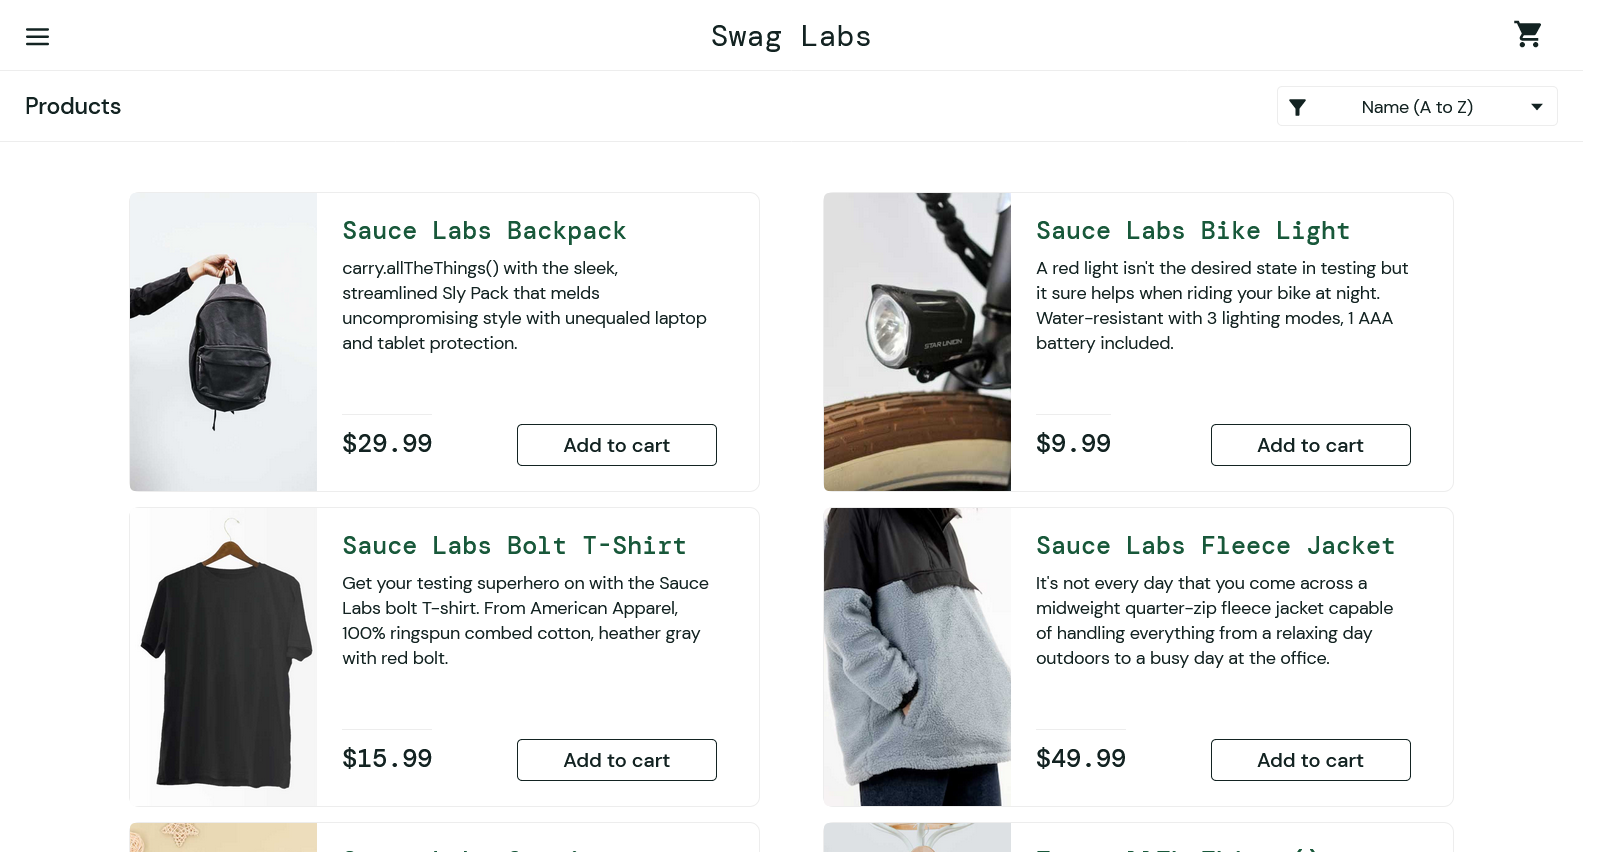 Swag Labs
Products
Name (A to Z)
Sauce Labs Backpack
carry.allTheThings() with the sleek,
streamlined Sly Pack that melds
uncompromising style with unequaled laptop
and tablet protection.
$29.99
Add to cart
Sauce Labs Bike Light
A red light isn't the desired state in testing but
it sure helps when riding your bike at night.
Water-resistant with 3 lighting modes, 1 AAA
battery included.
STAR UNION
$9.99
Add to cart
Sauce Labs Bolt T-Shirt
Get your testing superhero on with the Sauce
Labs bolt T-shirt. From American Apparel,
100% ringspun combed cotton, heather gray
with red bolt.
$15.99
Add to cart
Sauce Labs Fleece Jacket
It's not every day that you come across a
midweight quarter-zip fleece jacket capable
of handling everything from a relaxing day
outdoors to a busy day at the office.
$49.99
Add to cart